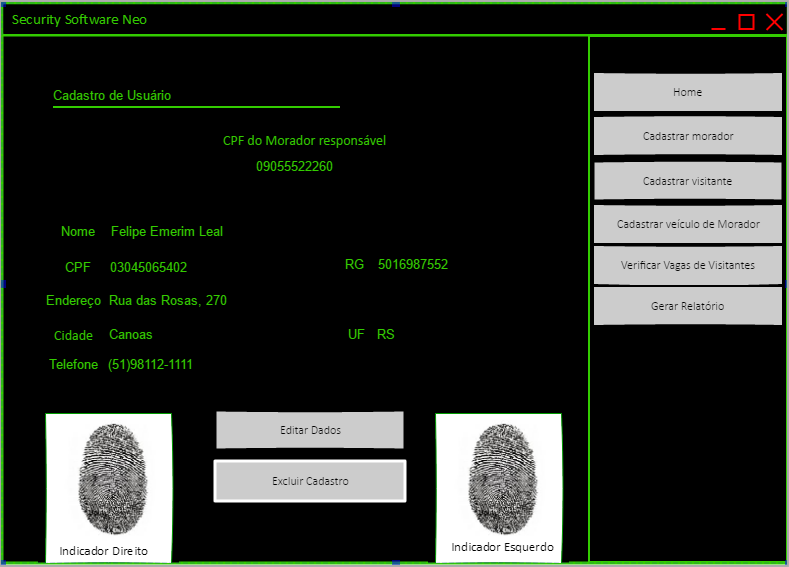 Security Software Neo
Cadastro de Usuário
CPF do Morador responsável
09055522260
Nome Felipe Emerim Leal
CPF 03045065402
RG 5016987552
Endereço Rua das Rosas, 270
Cidade Canoas
UF RS
Telefone (51)98112-1111
Editar Dados
Excluir Cadastro
Indicador Direito
Indicador Esquerdo
Home
Cadastrar morador
Cadastrar visitante
Cadastrar veículo de Morador
Verificar Vagas de Visitantes
Gerar Relatório